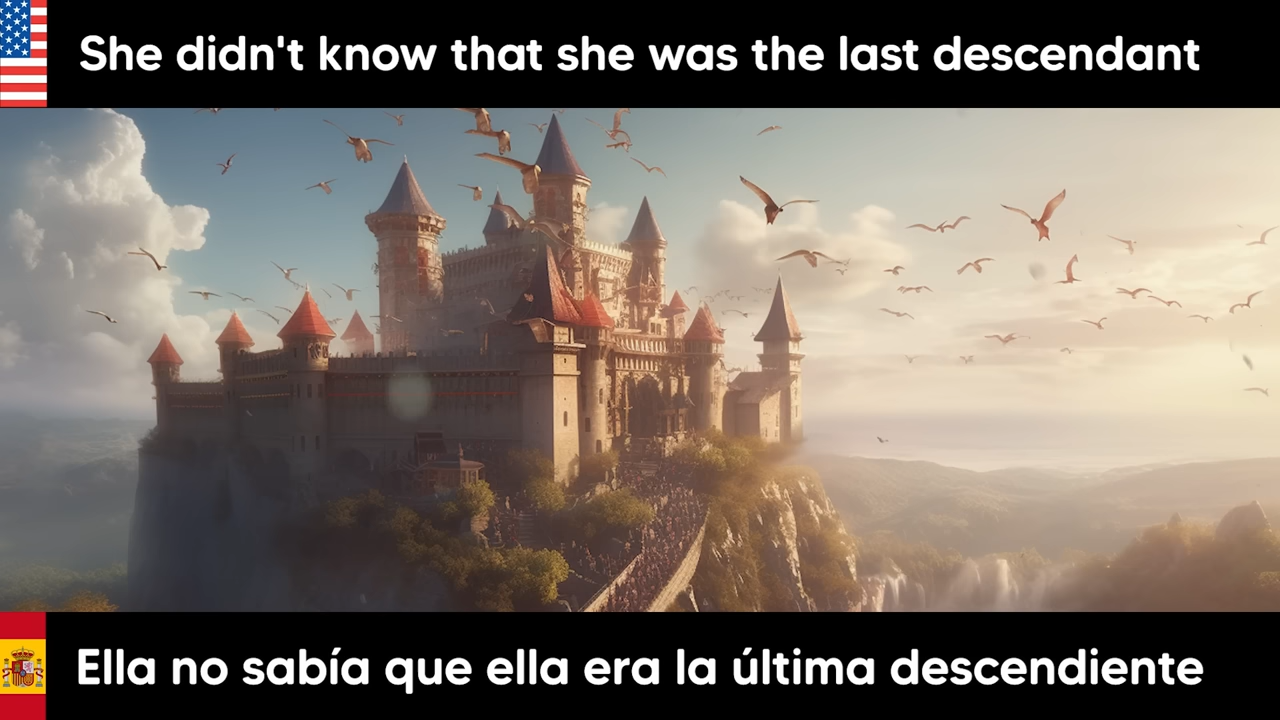 She didn't know that she was the last descendant
Ella no sabía que ella era la última descendiente